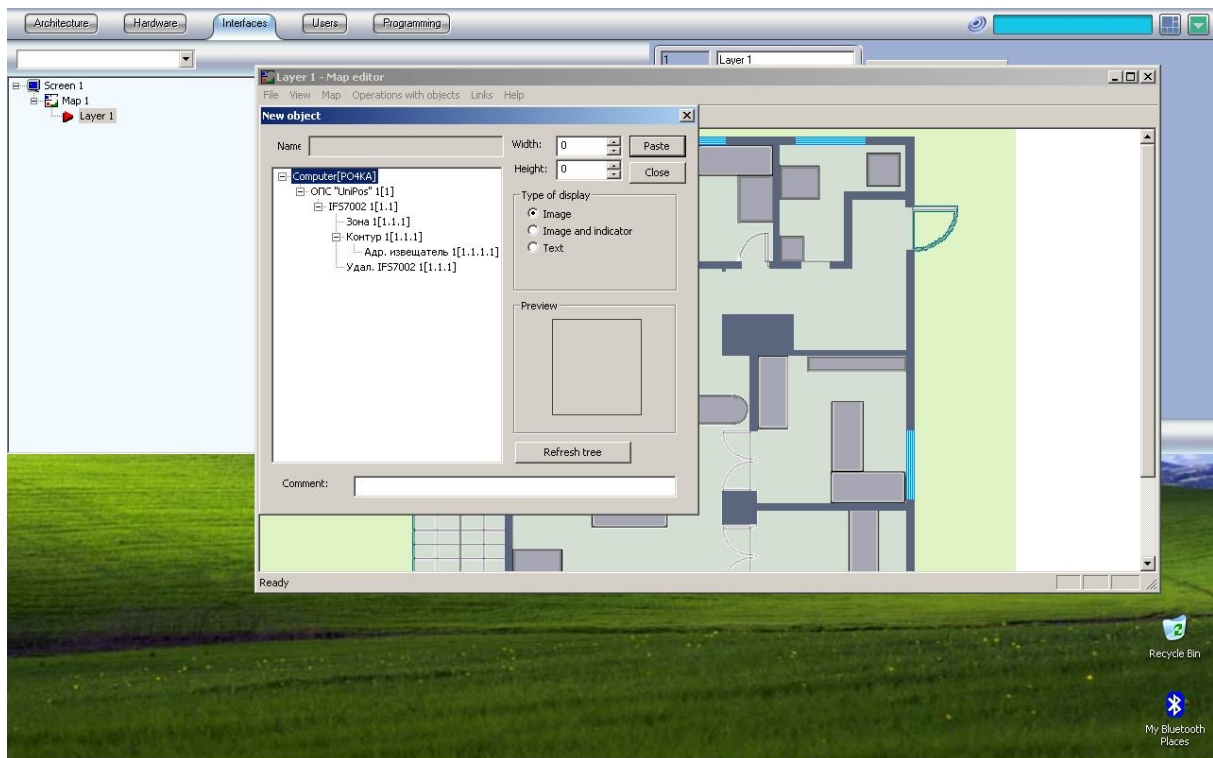 Architecture Hardware Interfaces Users Programming
1 Layer 1
Screen 1
Map 1
Layer 1
Layer 1 - Map editor
File View Map Operations with objects Links Help
New object
Name
Width: 0 Paste
Height: 0 Close
Computer[PO4KA]
ОПС "UniPos" 1[1]
IFS7002 1[1.1]
Зона 1[1.1.1]
Контур 1[1.1.1]
Адр. извещатель 1[1.1.1.1]
Удал. IFS7002 1[1.1.1]
Type of display
Image
Image and indicator
Text
Preview
Refresh tree
Comment:
Ready
Recycle Bin
My Bluetooth
Places